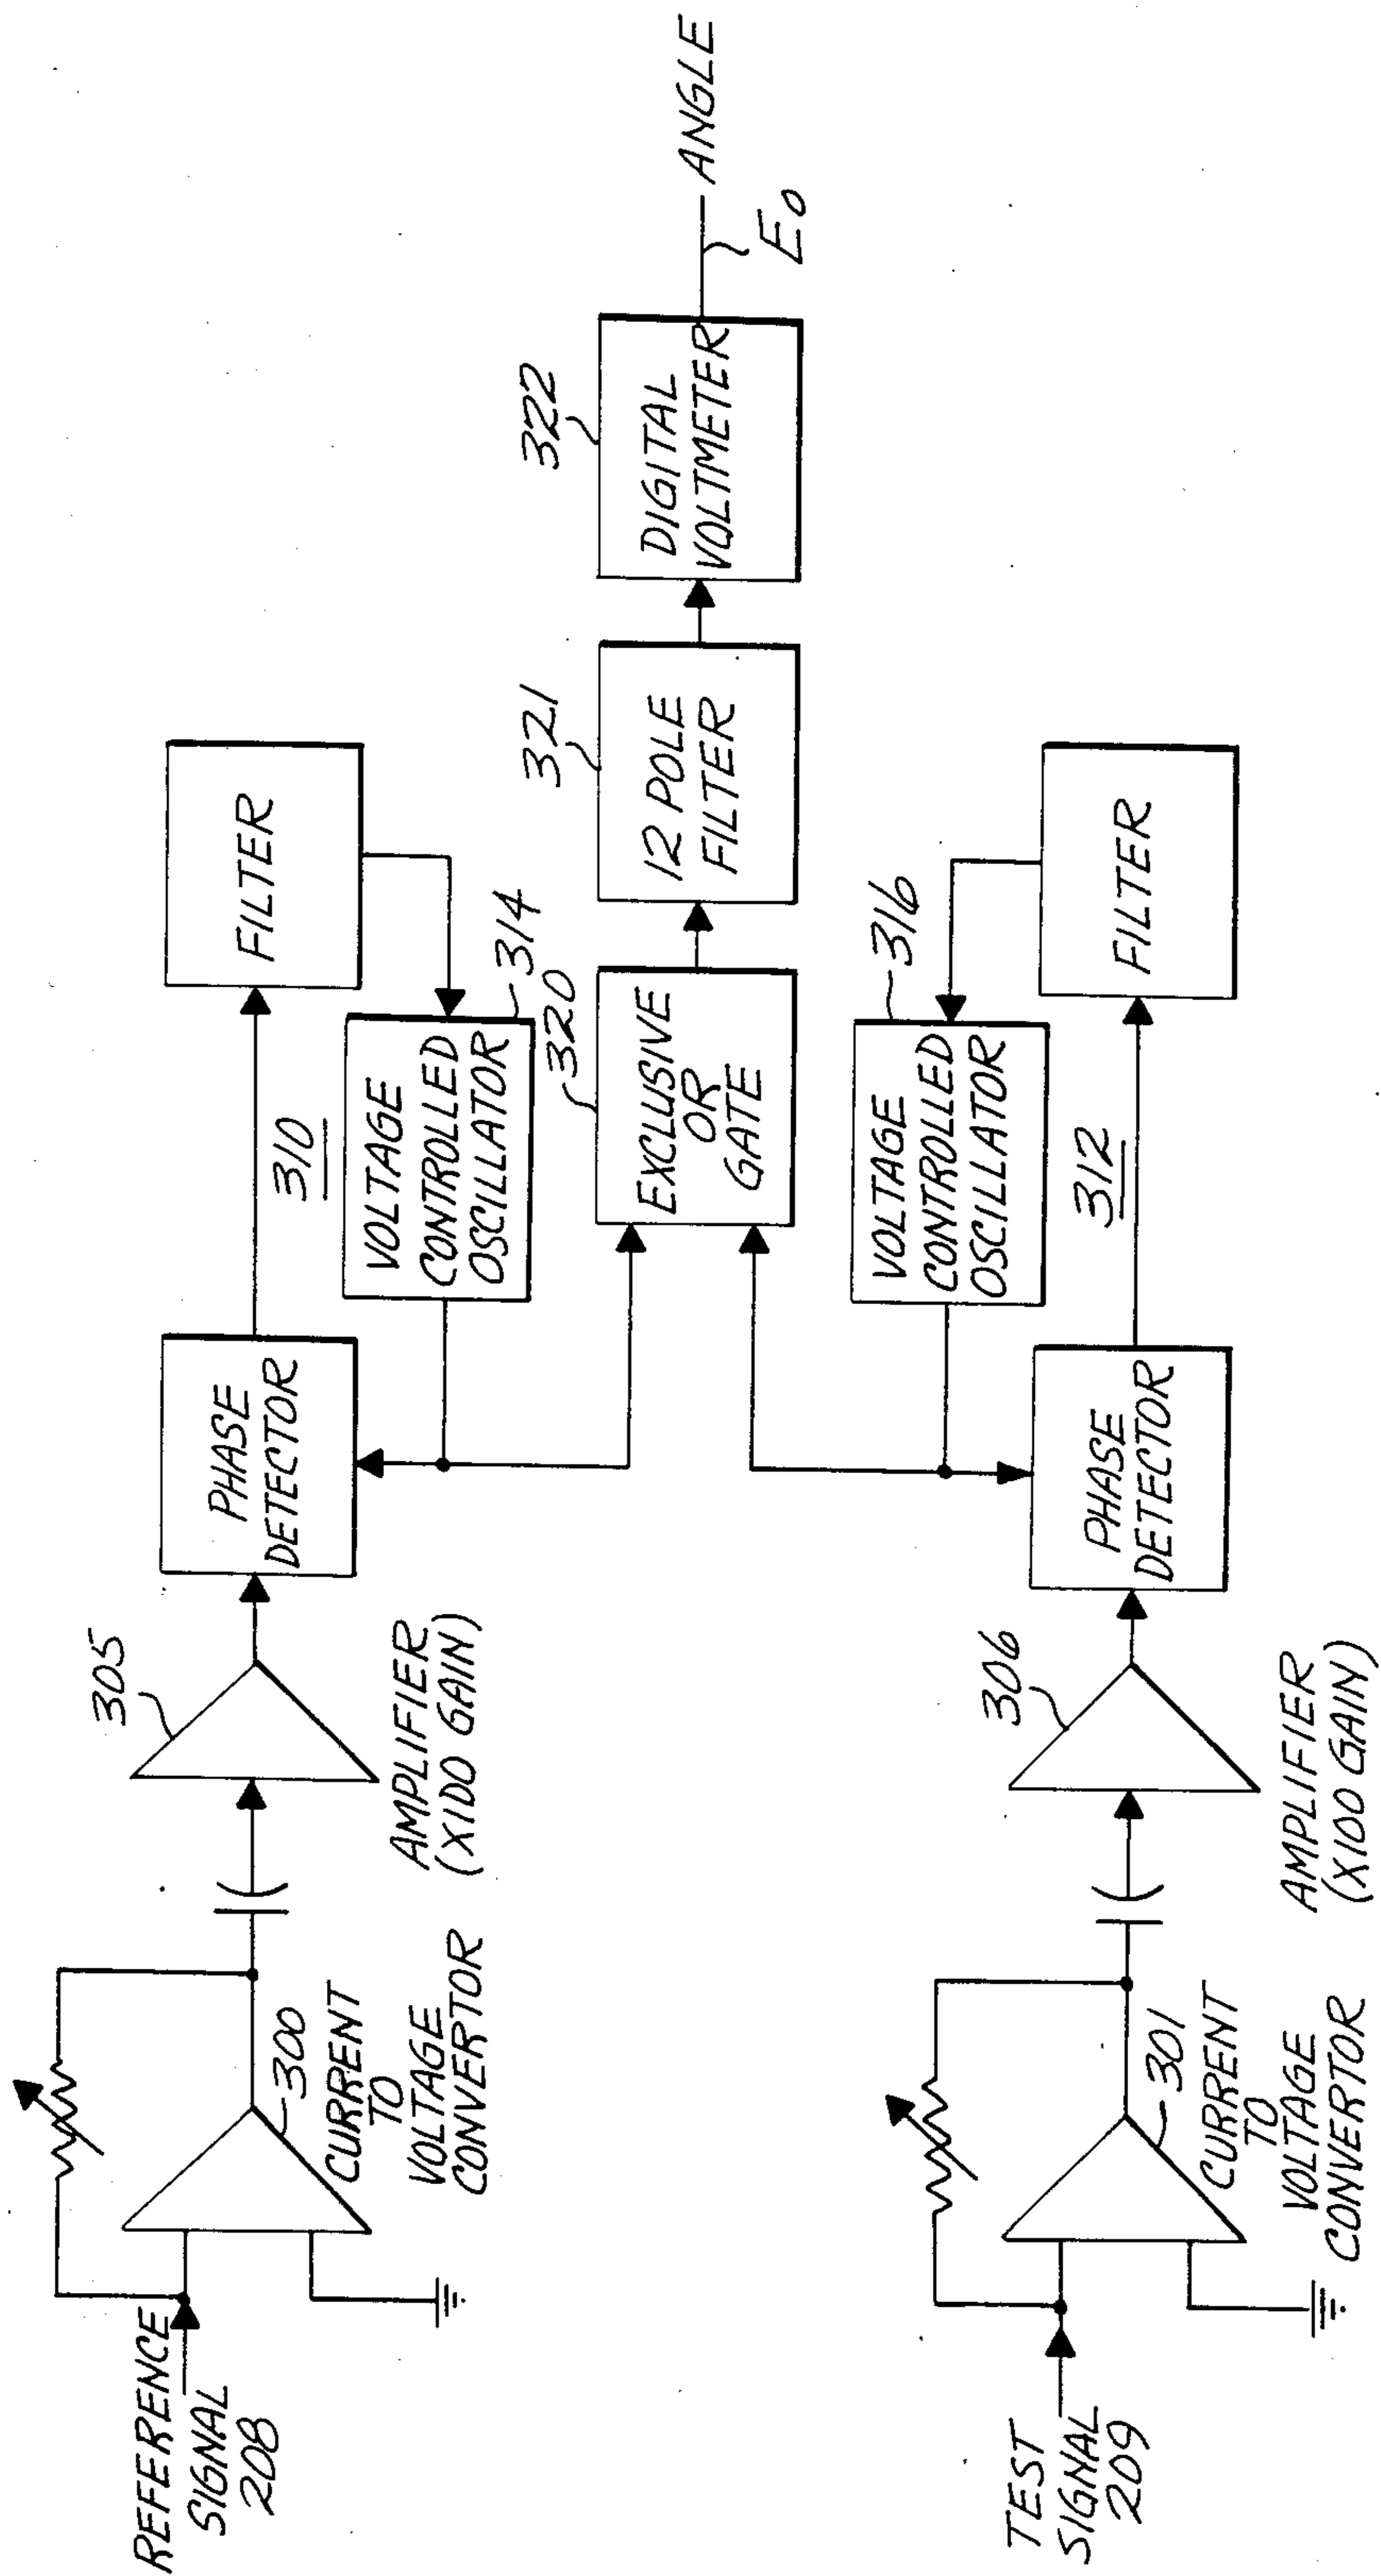 REFERENCE
SIGNAL
208
300
CURRENT
TO
VOLTAGE
CONVERTOR
305
AMPLIFIER
(X100 GAIN)
PHASE
DETECTOR
310
FILTER
VOLTAGE
CONTROLLED
OSCILLATOR
314
320
EXCLUSIVE
OR
GATE
321
12 POLE
FILTER
322
DIGITAL
VOLTMETER
ANGLE
E0
TEST
SIGNAL
209
301
CURRENT
TO
VOLTAGE
CONVERTOR
306
AMPLIFIER
(X100 GAIN)
PHASE
DETECTOR
312
VOLTAGE
CONTROLLED
OSCILLATOR
316
FILTER